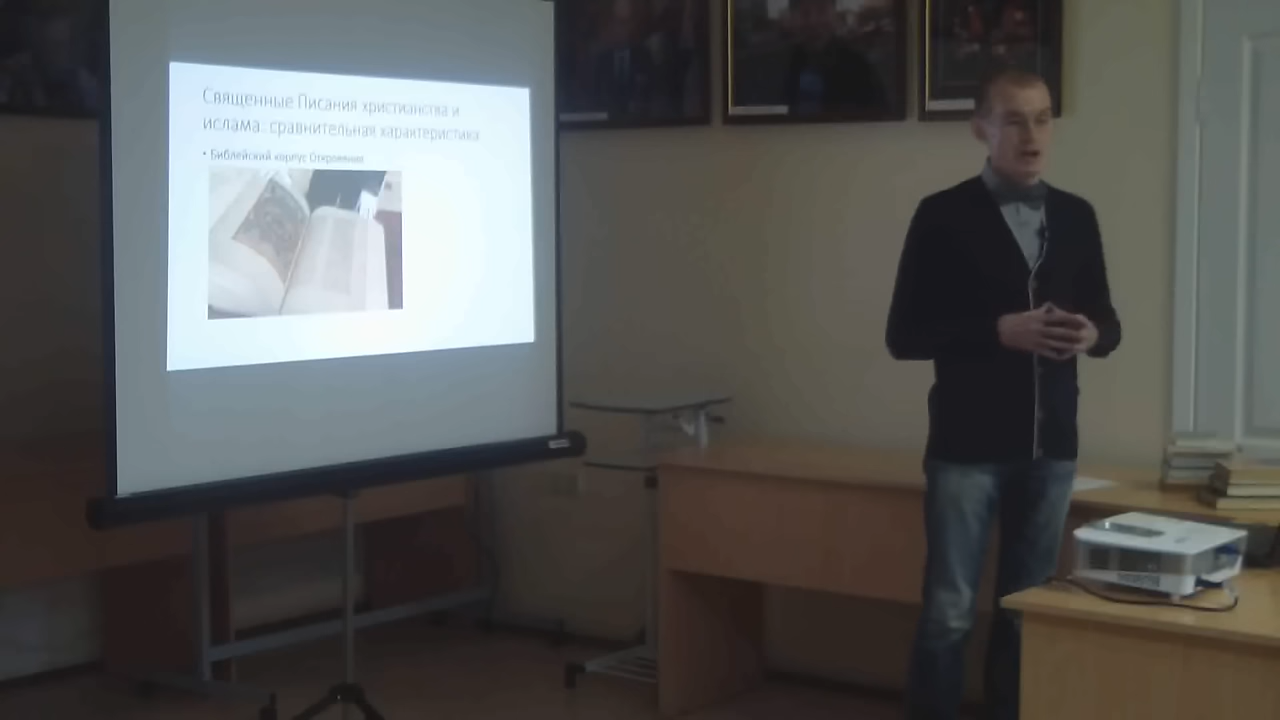 Священные Писания христианства и
ислама: сравнительная характеристика
• Библейский корпус Откровения